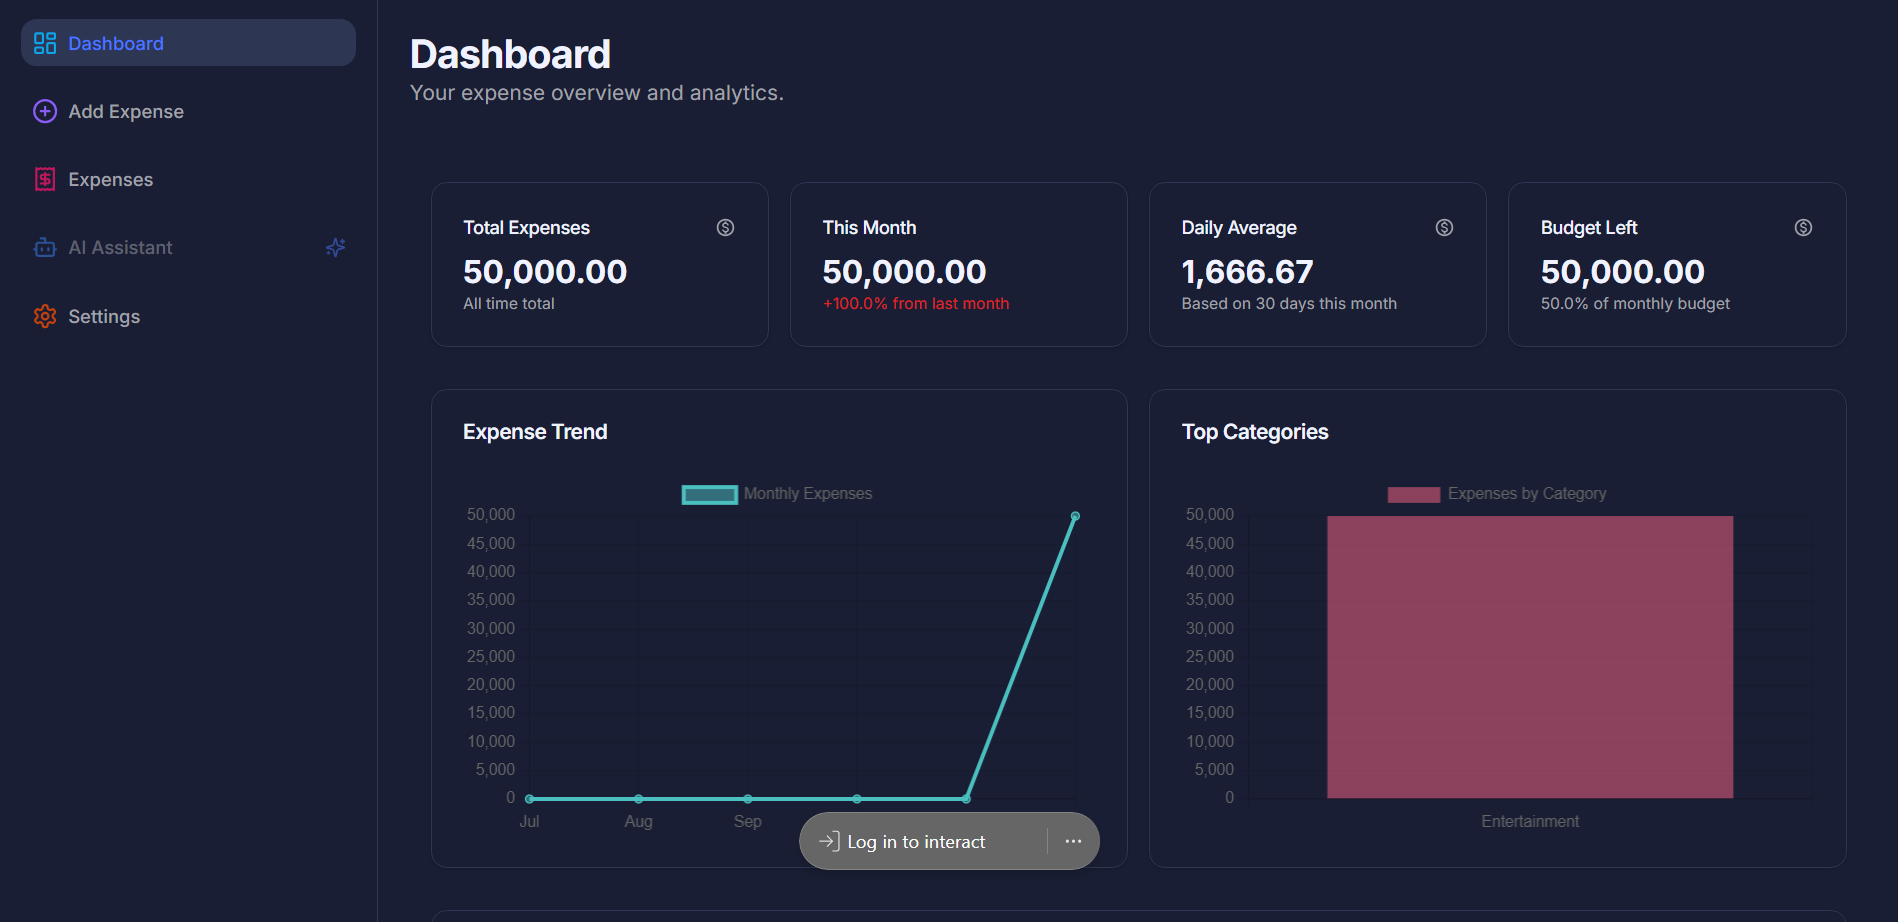 Dashboard
Add Expense
Expenses
AI Assistant
Settings
Dashboard
Your expense overview and analytics.
Total Expenses
50,000.00
All time total
This Month
50,000.00
+100.0% from last month
Daily Average
1,666.67
Based on 30 days this month
Budget Left
50,000.00
50.0% of monthly budget
Expense Trend
Monthly Expenses
50,000
45,000
40,000
35,000
30,000
25,000
20,000
15,000
10,000
5,000
0
Jul Aug Sep
Top Categories
Expenses by Category
50,000
45,000
40,000
35,000
30,000
25,000
20,000
15,000
10,000
5,000
0
Entertainment
Log in to interact